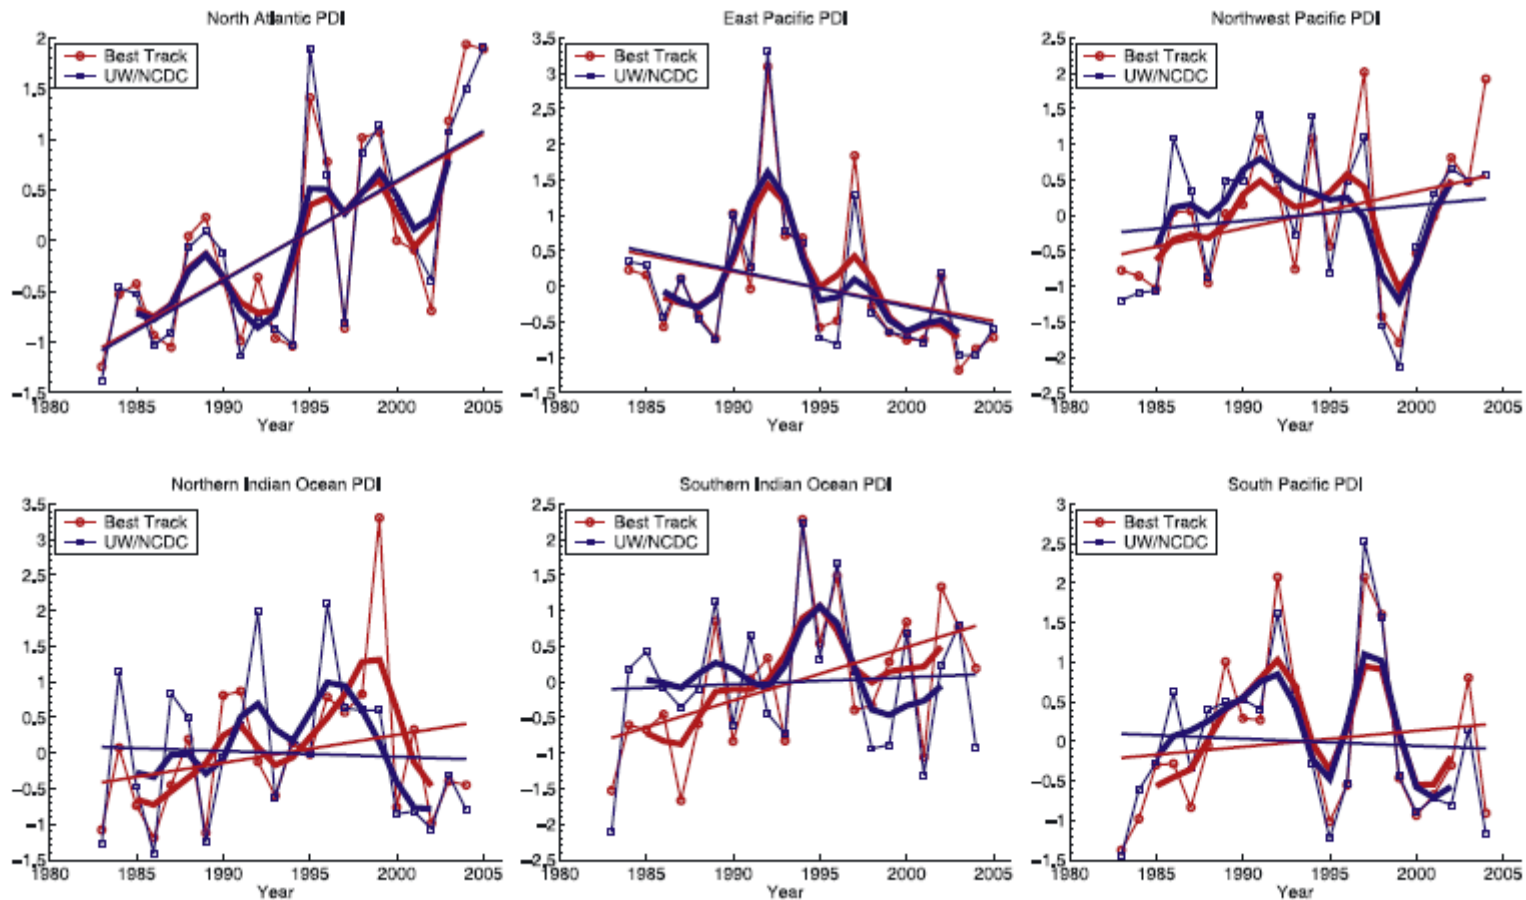 North Atlantic PDI
2
1.5
1
0.5
0
−0.5
−1
−1.5
Best Track
UW/NCDC
1980 1985 1990 1995 2000 2005
Year
East Pacific PDI
3.5
3
2.5
2
1.5
1
0.5
0
−0.5
−1
−1.5
Best Track
UW/NCDC
1980 1985 1990 1995 2000 2005
Year
Northwest Pacific PDI
2.5
2
1.5
1
0.5
0
−0.5
−1
−1.5
−2
−2.5
Best Track
UW/NCDC
1980 1985 1990 1995 2000 2005
Year
Northern Indian Ocean PDI
3.5
3
2.5
2
1.5
1
0.5
0
−0.5
−1
−1.5
Best Track
UW/NCDC
1980 1985 1990 1995 2000 2005
Year
Southern Indian Ocean PDI
2.5
2
1.5
1
0.5
0
−0.5
−1
−1.5
−2
−2.5
Best Track
UW/NCDC
1980 1985 1990 1995 2000 2005
Year
South Pacific PDI
3
2.5
2
1.5
1
0.5
0
−0.5
−1
−1.5
Best Track
UW/NCDC
1980 1985 1990 1995 2000 2005
Year